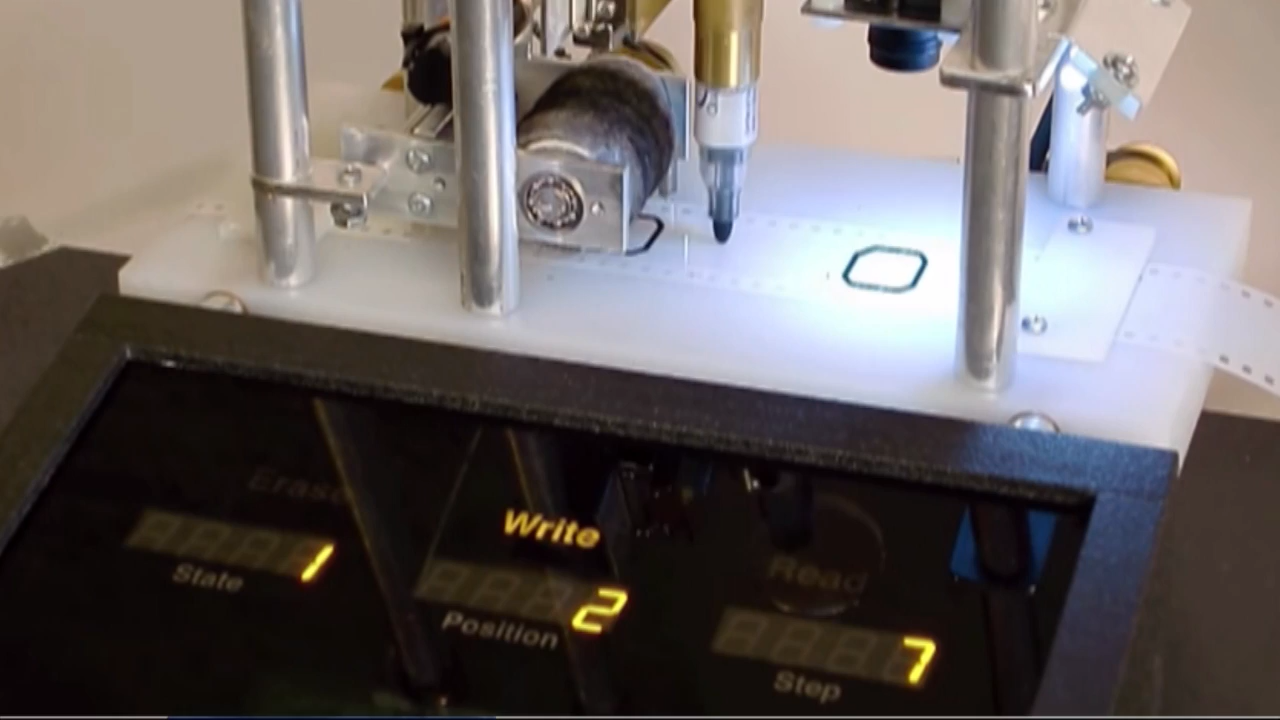 Erase
Write
Read
1
2
7
State
Position
Step